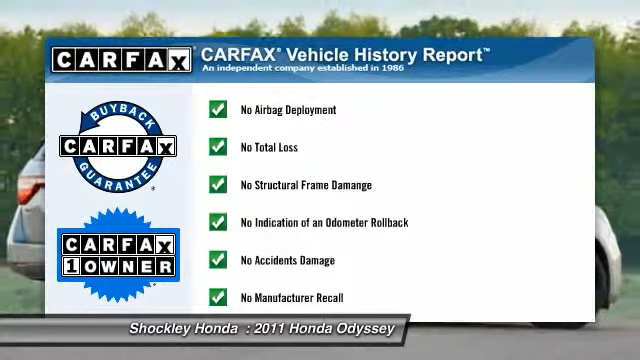 CARFAX CARFAX® Vehicle History Report™
An independent company established in 1986
BUYBACK
CARFAX
GUARANTEE
®
CARFAX
1 OWNER
No Airbag Deployment
No Total Loss
No Structural Frame Damange
No Indication of an Odometer Rollback
No Accidents Damage
No Manufacturer Recall
Shockley Honda : 2011 Honda Odyssey